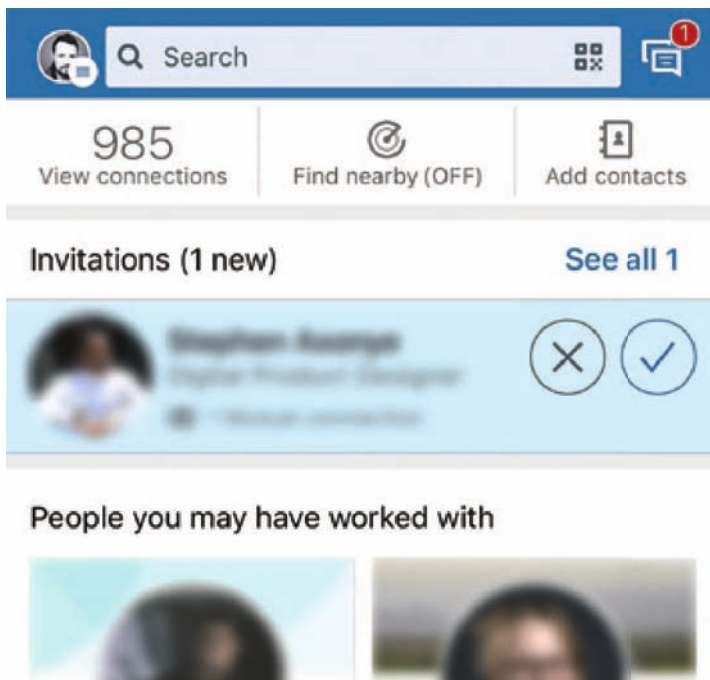 Search
1
985
View connections
Find nearby (OFF)
Add contacts
Invitations (1 new)
See all 1
People you may have worked with